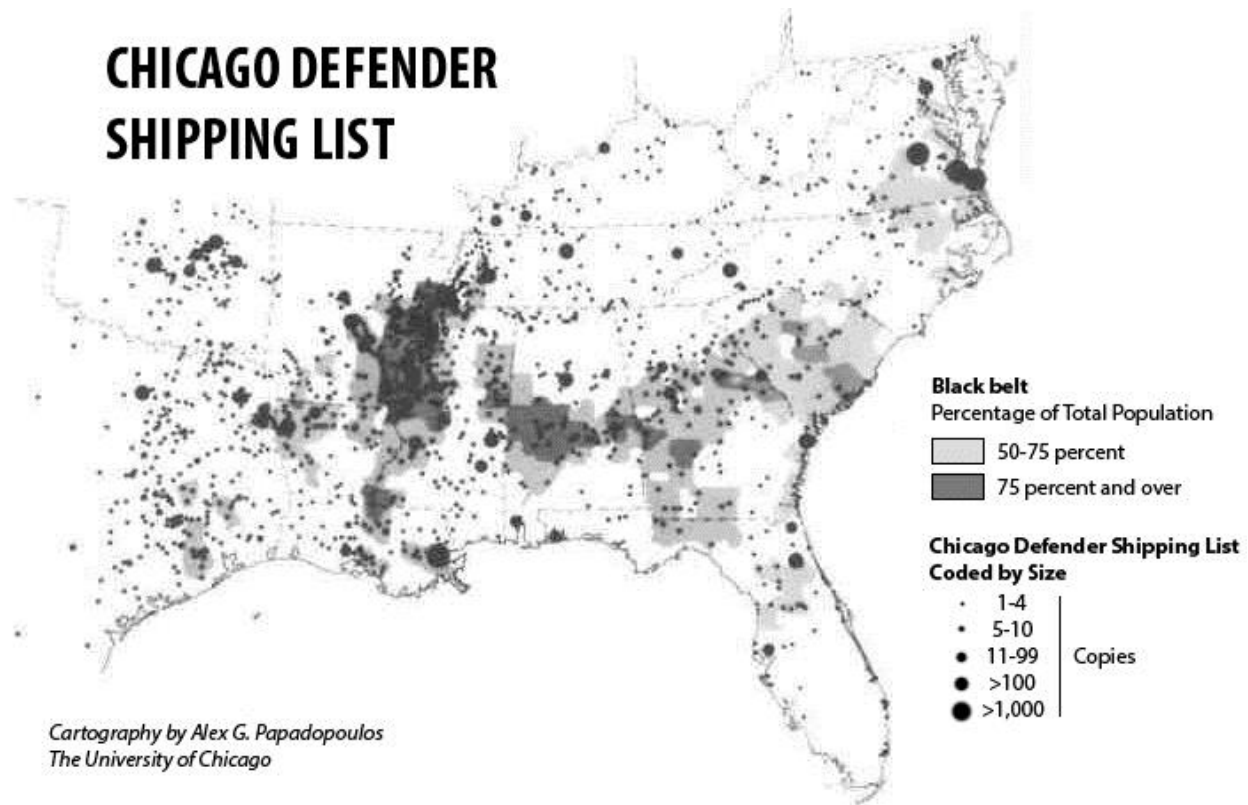 CHICAGO DEFENDER
SHIPPING LIST
Black belt
Percentage of Total Population
50-75 percent
75 percent and over
Chicago Defender Shipping List
Coded by Size
1-4
5-10
11-99
>100
>1,000
Copies
Cartography by Alex G. Papadopoulos
The University of Chicago